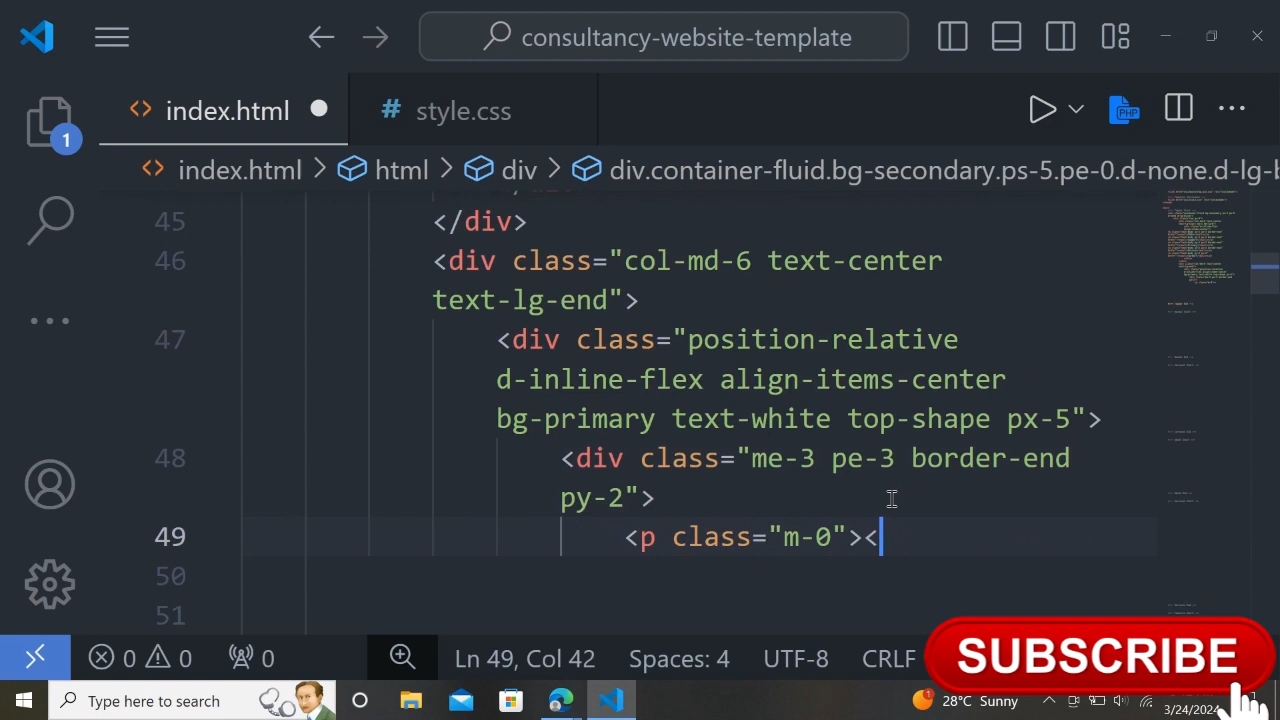 consultancy-website-template
index.html
# style.css
PHP
1
index.html > html > div > div.container-fluid.bg-secondary.ps-5.pe-0.d-none.d-lg-b
45 </div>
46 <div class="col-md-6 text-center
text-lg-end">
47 <div class="position-relative
d-inline-flex align-items-center
bg-primary text-white top-shape px-5">
48 <div class="me-3 pe-3 border-end
py-2">
49 <p class="m-0"><
50
51
SUBSCRIBE
0 0 0 Ln 49, Col 42 Spaces: 4 UTF-8 CRLF
Type here to search
1 28°C Sunny
3/24/2024